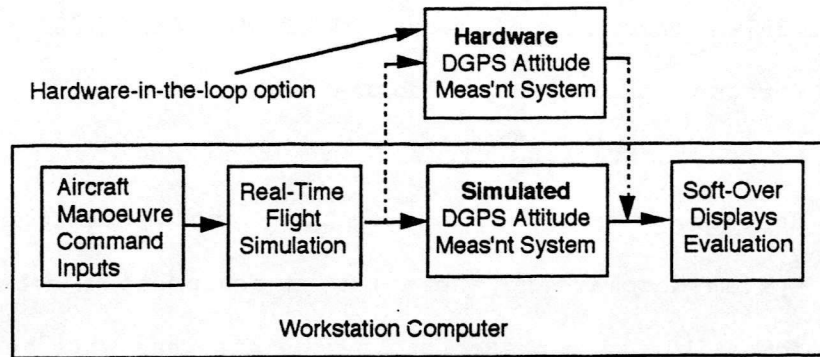 Hardware
DGPS Attitude
Meas'nt System
Hardware-in-the-loop option
Aircraft
Manoeuvre
Command
Inputs
Real-Time
Flight
Simulation
Simulated
DGPS Attitude
Meas'nt System
Soft-Over
Displays
Evaluation
Workstation Computer